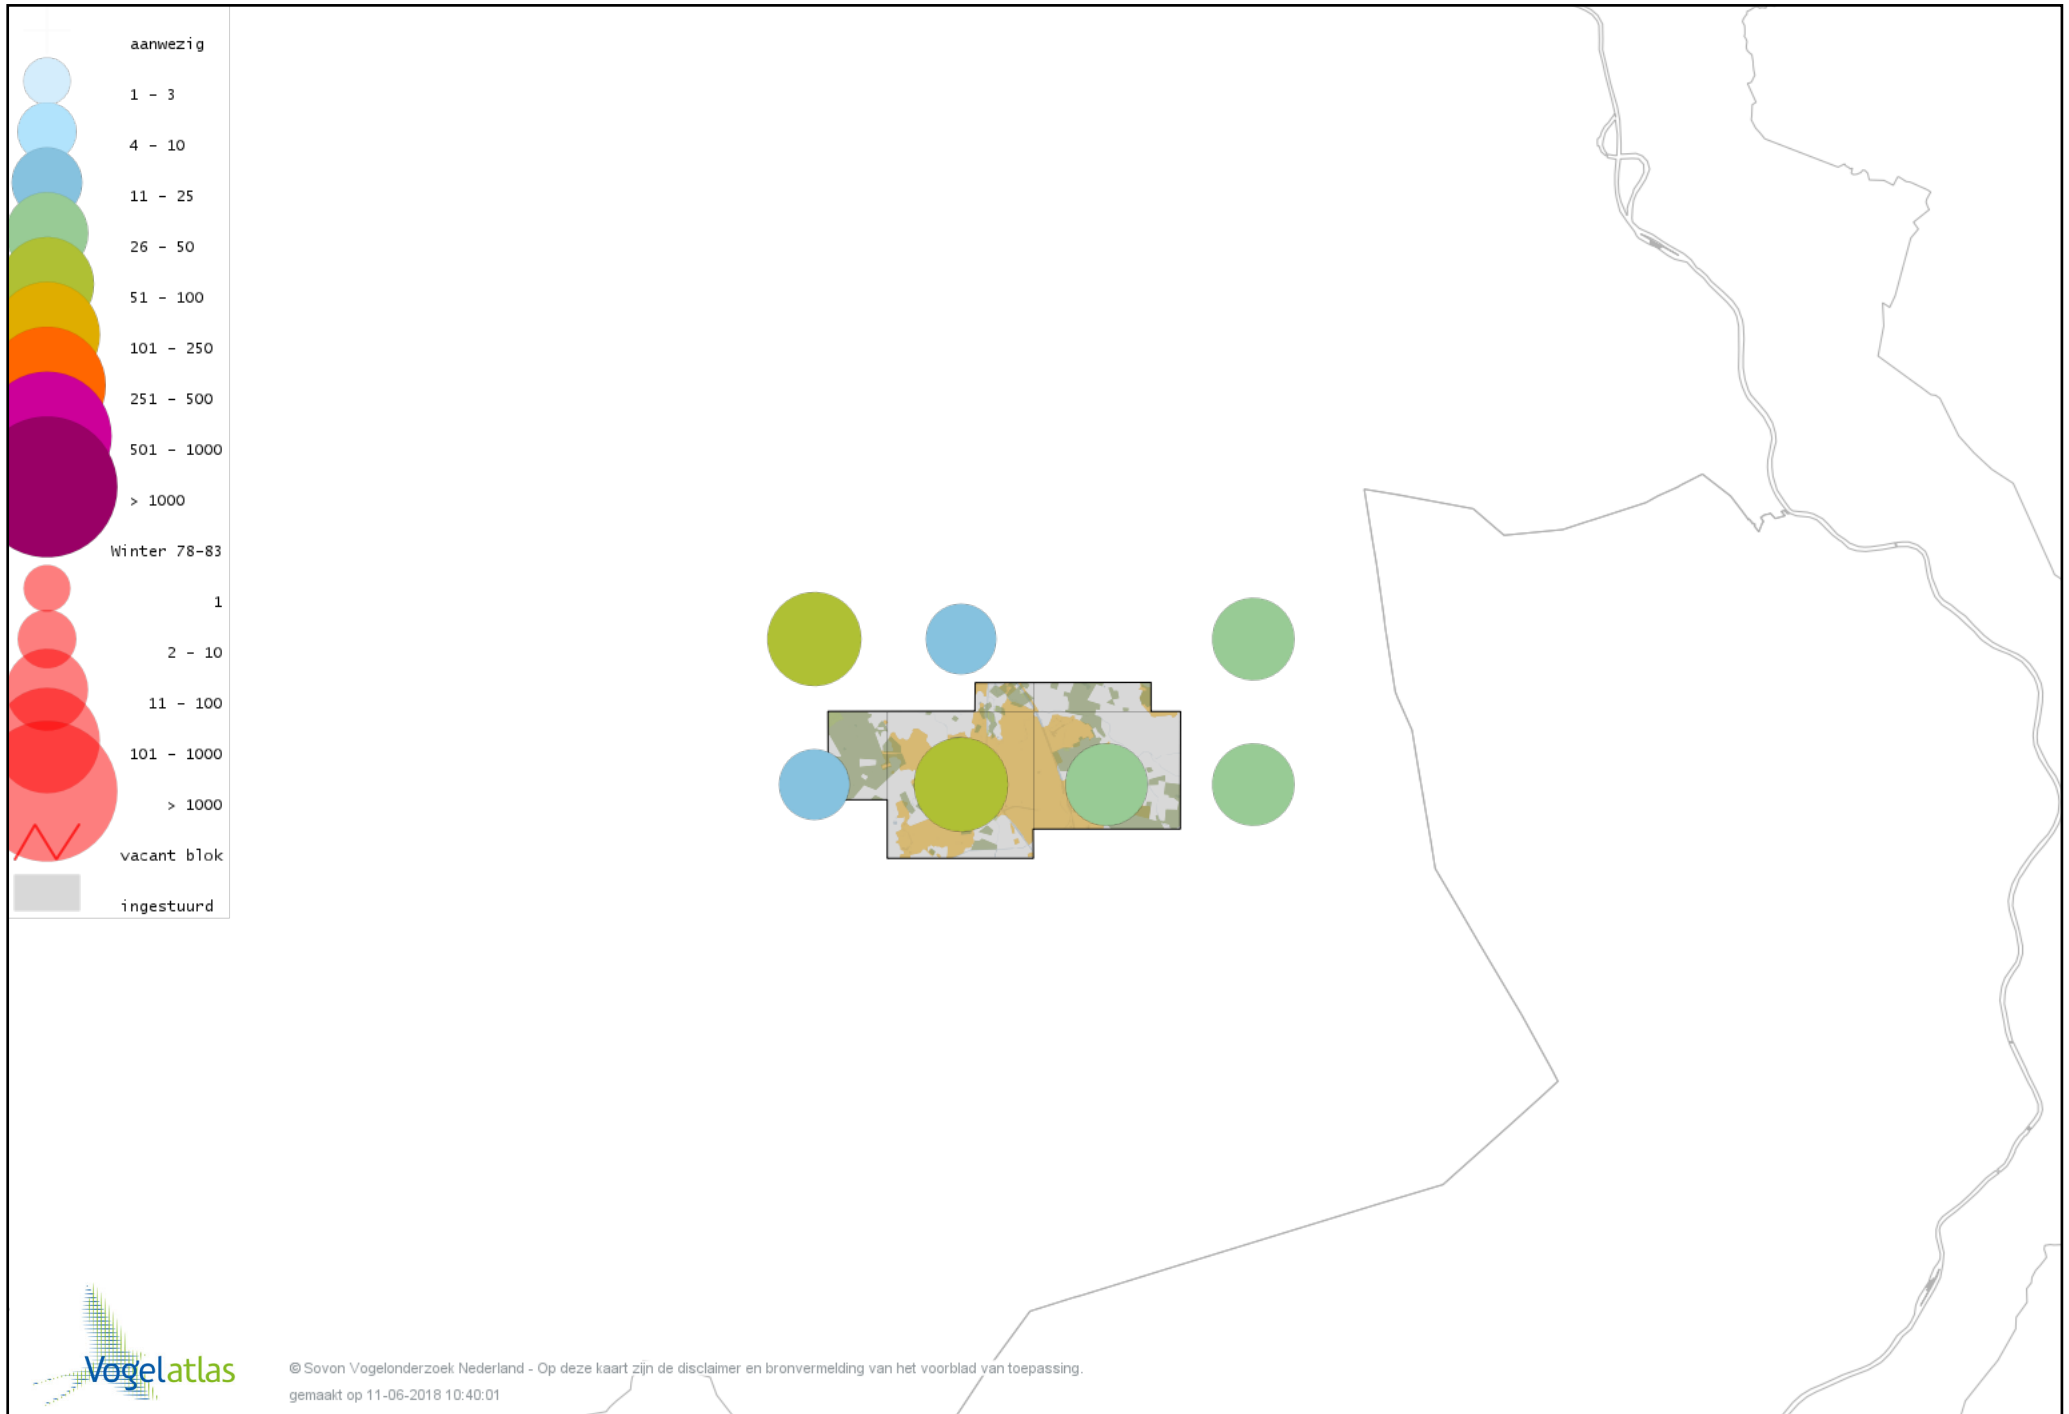 aanwezig
1 - 3
4 - 10
11 - 25
26 - 50
51 - 100
101 - 250
251 - 500
501 - 1000
> 1000
Winter 78-83
1
2 - 10
11 - 100
101 - 1000
> 1000
vacant blok
ingestuurd
Vogelatlas
© Sovon Vogelonderzoek Nederland - Op deze kaart zijn de disclaimer en bronvermelding van het voorblad van toepassing.
gemaakt op 11-06-2018 10:40:01